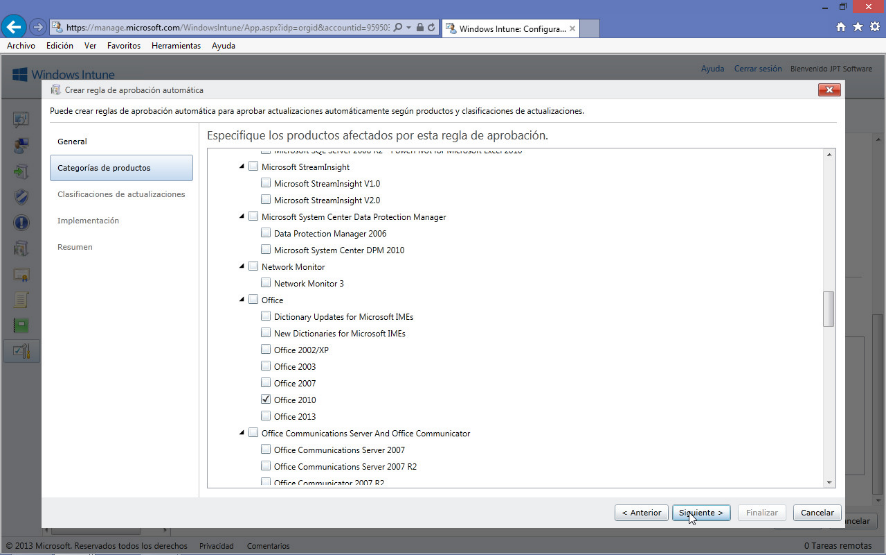 https://manage.microsoft.com/WindowsIntune/App.aspx?idp=orgid&accountid=95950
Windows Intune: Configura...
Archivo Edición Ver Favoritos Herramientas Ayuda
Windows Intune
Ayuda Cerrar sesión Bienvenido JPT Software
Crear regla de aprobación automática
Puede crear reglas de aprobación automática para aprobar actualizaciones automáticamente según productos y clasificaciones de actualizaciones.
General
Categorías de productos
Clasificaciones de actualizaciones
Implementación
Resumen
Especifique los productos afectados por esta regla de aprobación.
Microsoft StreamInsight
Microsoft StreamInsight V1.0
Microsoft StreamInsight V2.0
Microsoft System Center Data Protection Manager
Data Protection Manager 2006
Microsoft System Center DPM 2010
Network Monitor
Network Monitor 3
Office
Dictionary Updates for Microsoft IMEs
New Dictionaries for Microsoft IMEs
Office 2002/XP
Office 2003
Office 2007
Office 2010
Office 2013
Office Communications Server And Office Communicator
Office Communications Server 2007
Office Communications Server 2007 R2
Office Communicator 2007 R2
< Anterior Siguiente > Finalizar Cancelar
ancelar
© 2013 Microsoft. Reservados todos los derechos Privacidad Comentarios
0 Tareas remotas